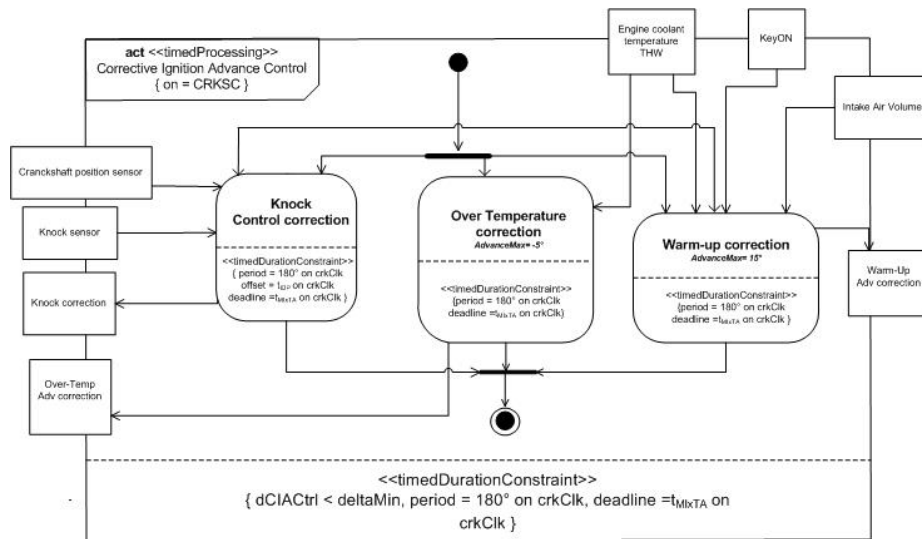 act <<timedProcessing>>
Corrective Ignition Advance Control
{ on = CRKSC }
Engine coolant
temperature
THW
KeyON
Intake Air Volume
Cranckshaft position sensor
Knock sensor
Knock correction
Over-Temp
Adv correction
Knock
Control correction
<<timedDurationConstraint>>
{ period = 180° on crkClk
on crkClk
deadline =tMIxTA on crkClk }
Over Temperature
correction
AdvanceMax= -5°
<<timedDurationConstraint>>
{period = 180° on crkClk
deadline =tMIxTA on crkClk}
Warm-up correction
AdvanceMax= 15°
<<timedDurationConstraint>>
{period = 180° on crkClk
deadline =tMIxTA on crkClk }
Warm-Up
Adv correction
<<timedDurationConstraint>>
{ dCIACtrl < deltaMin, period = 180° on crkClk, deadline =tMIxTA on
crkClk }